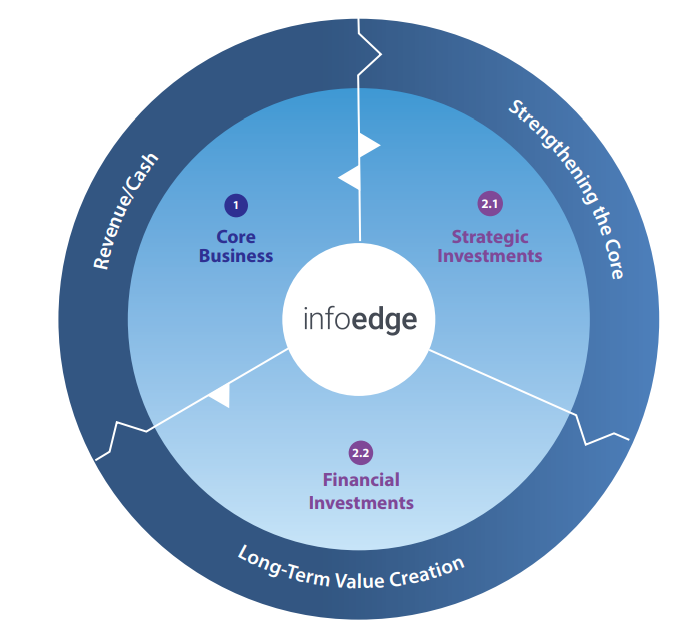 Revenue/Cash
Strengthening the Core
1
Core
Business
2.1
Strategic
Investments
infoedge
2.2
Financial
Investments
Long-Term Value Creation